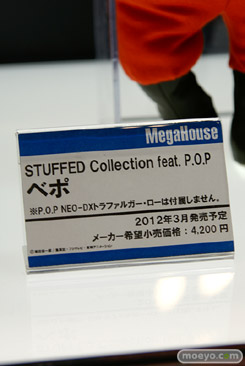 MegaHouse
STUFFED Collection feat. P.O.P
ベポ
※P.O.P NEO-DXトラファルガー・ローは付属しません。
2012年3月発売予定
メーカー希望小売価格：4,200円
moeyo.com